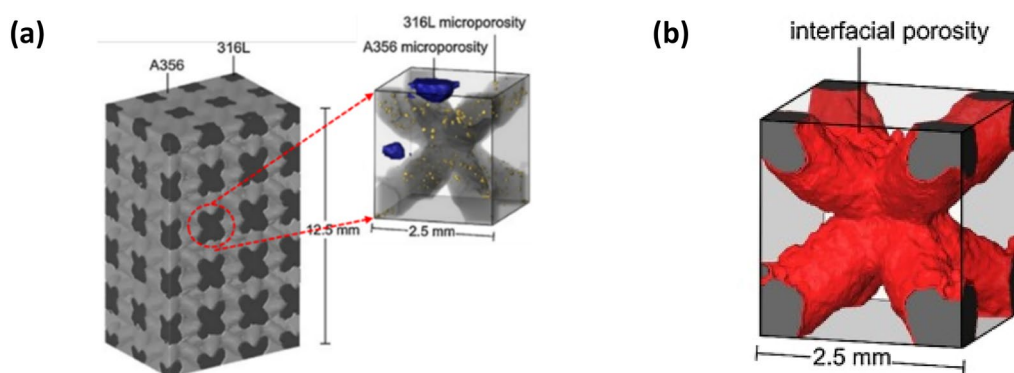 (a)
316L
A356
316L microporosity
A356 microporosity
12.5 mm
2.5 mm
(b)
interfacial porosity
2.5 mm